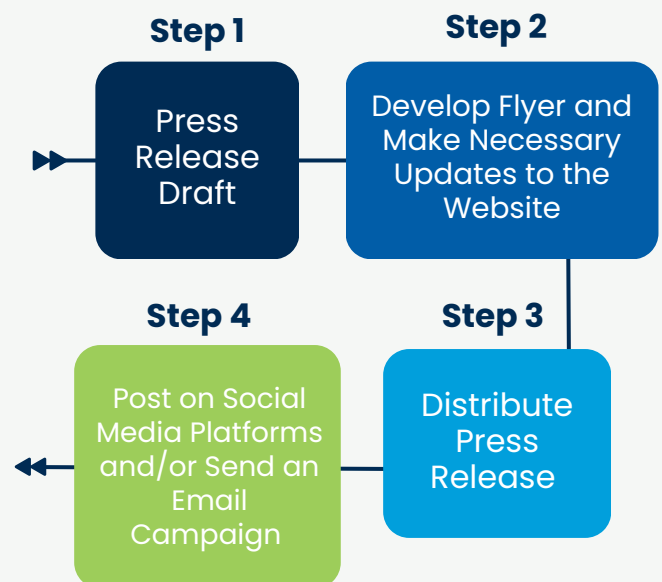 Step 1
Press
Release
Draft
Step 2
Develop Flyer and
Make Necessary
Updates to the
Website
Step 3
Distribute
Press
Release
Step 4
Post on Social
Media Platforms
and/or Send an
Email
Campaign